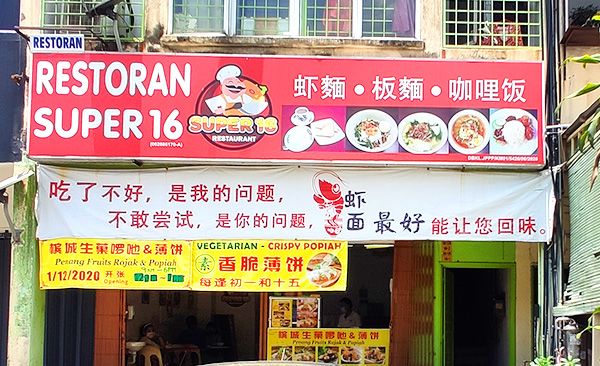 RESTORAN
RESTORAN
SUPER 16
(002885170-A)
SUPER 16
RESTAURANT
虾麵 • 板麵 • 咖哩饭
吃了不好，是我的问题，
不敢尝试，是你的问题，
虾面 最好 能让您回味。
槟城生菓啰吔&薄饼
Penang Fruits Rojak & Popiah
1/12/2020 开张
Opening
VEGETARIAN - CRISPY POPIAH
素 香脆薄饼
每逢初一和十五
槟城生菓啰吔&薄饼
Penang Fruits Rojak & Popiah